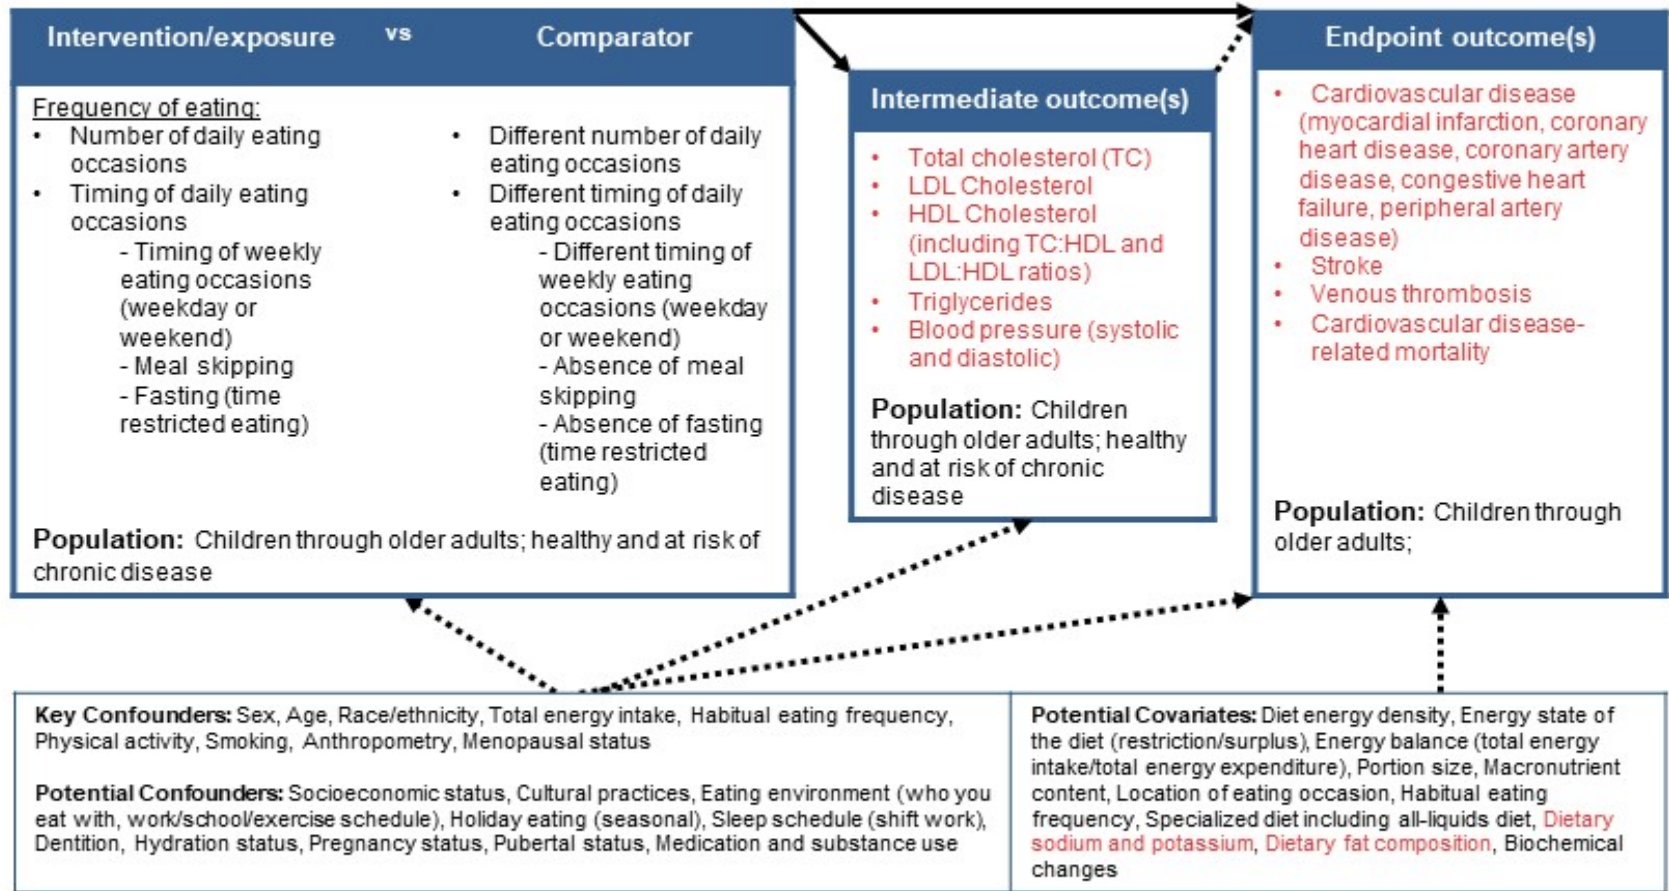 Intervention/exposure vs Comparator
Frequency of eating:
• Number of daily eating
occasions
• Timing of daily eating
occasions
- Timing of weekly
eating occasions
(weekday or
weekend)
- Meal skipping
- Fasting (time
restricted eating)
• Different number of daily
eating occasions
• Different timing of daily
eating occasions
- Different timing of
weekly eating
occasions (weekday
or weekend)
- Absence of meal
skipping
- Absence of fasting
(time restricted
eating)
Population: Children through older adults; healthy and at risk of
chronic disease
Intermediate outcome(s)
• Total cholesterol (TC)
• LDL Cholesterol
• HDL Cholesterol
(including TC:HDL and
LDL:HDL ratios)
• Triglycerides
• Blood pressure (systolic
and diastolic)
Population: Children
through older adults; healthy
and at risk of chronic
disease
Endpoint outcome(s)
• Cardiovascular disease
(myocardial infarction, coronary
heart disease, coronary artery
disease, congestive heart
failure, peripheral artery
disease)
• Stroke
• Venous thrombosis
• Cardiovascular disease-
related mortality
Population: Children through
older adults;
Key Confounders: Sex, Age, Race/ethnicity, Total energy intake, Habitual eating frequency,
Physical activity, Smoking, Anthropometry, Menopausal status
Potential Confounders: Socioeconomic status, Cultural practices, Eating environment (who you
eat with, work/school/exercise schedule), Holiday eating (seasonal), Sleep schedule (shift work),
Dentition, Hydration status, Pregnancy status, Pubertal status, Medication and substance use
Potential Covariates: Diet energy density, Energy state of
the diet (restriction/surplus), Energy balance (total energy
intake/total energy expenditure), Portion size, Macronutrient
content, Location of eating occasion, Habitual eating
frequency, Specialized diet including all-liquids diet, Dietary
sodium and potassium, Dietary fat composition, Biochemical
changes